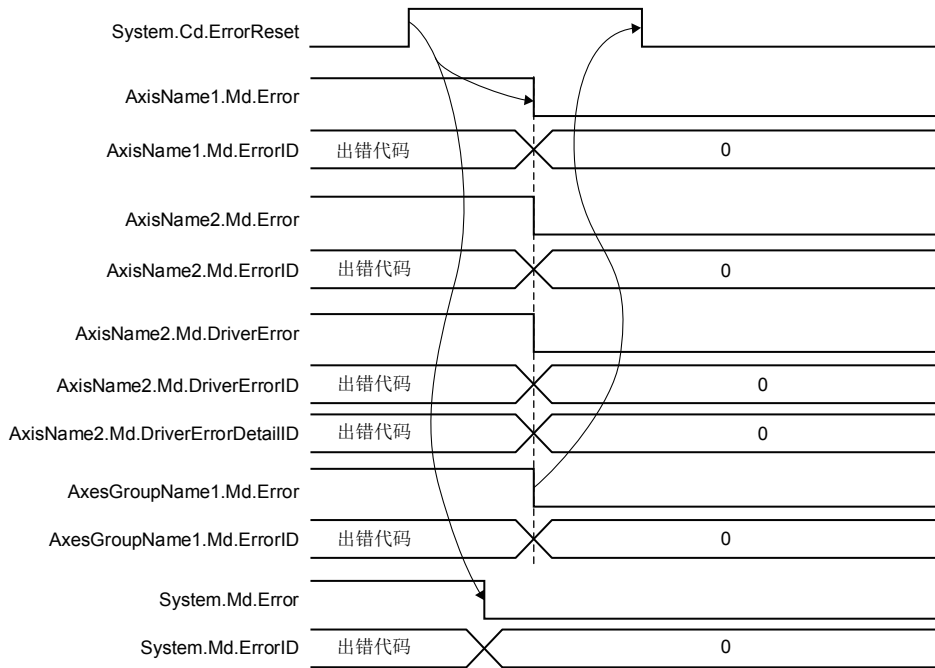 System.Cd.ErrorReset
AxisName1.Md.Error
AxisName1.Md.ErrorID 出错代码 0
AxisName2.Md.Error
AxisName2.Md.ErrorID 出错代码 0
AxisName2.Md.DriverError
AxisName2.Md.DriverErrorID 出错代码 0
AxisName2.Md.DriverErrorDetailID 出错代码 0
AxesGroupName1.Md.Error
AxesGroupName1.Md.ErrorID 出错代码 0
System.Md.Error
System.Md.ErrorID 出错代码 0